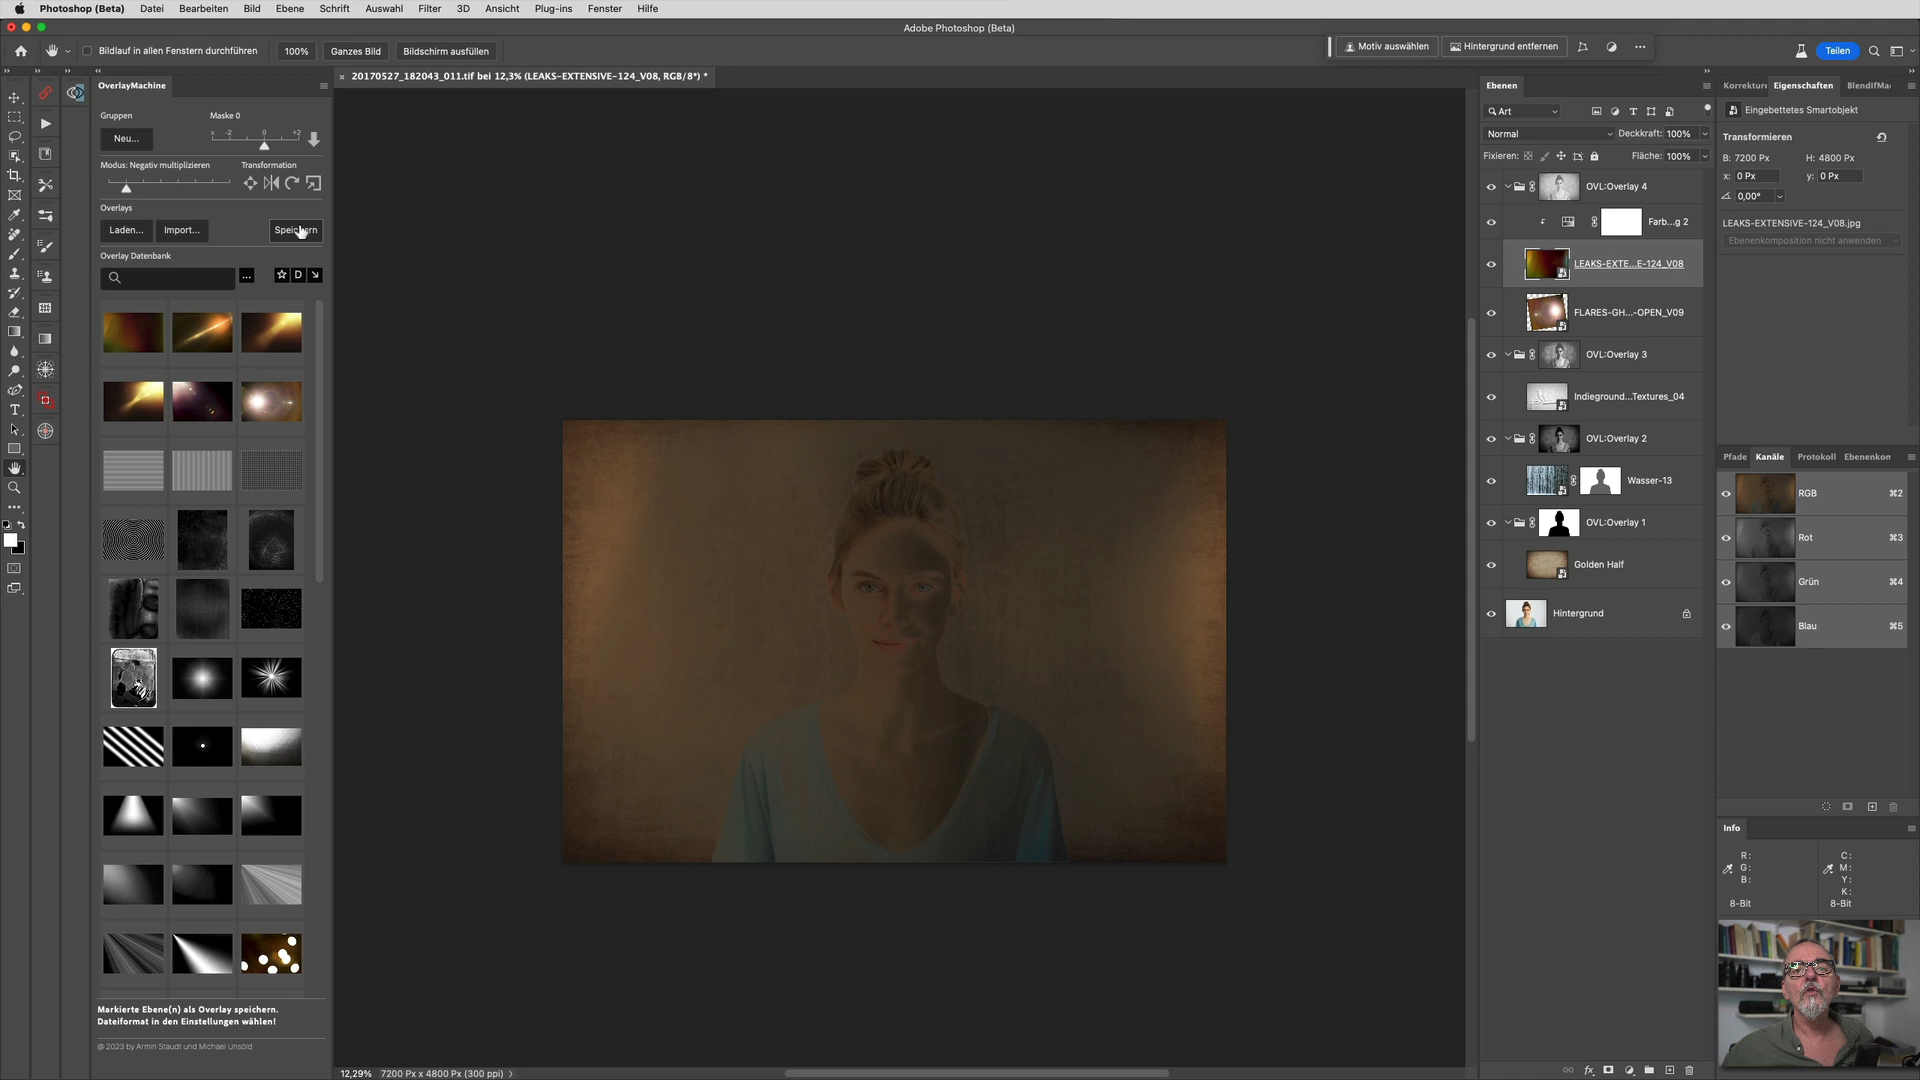 Photoshop (Beta) Datei Bearbeiten Bild Ebene Schrift Auswahl Filter 3D Ansicht Plug-ins Fenster Hilfe
Adobe Photoshop (Beta)
Bildlauf in allen Fenstern durchführen 100% Ganzes Bild Bildschirm ausfüllen Motiv auswählen Hintergrund entfernen Teilen
OverlayMachine
20170527_182043_011.tif bei 12,3% (LEAKS-EXTENSIVE-124_V08, RGB/8*) *
Gruppen Maske 0
Neu...
x -2 0 +2
Modus: Negativ multiplizieren Transformation
Overlays
Laden... Import... Speichern
Overlay Datenbank
... D
Markierte Ebene(n) als Overlay speichern.
Dateiformat in den Einstellungen wählen!
@ 2023 by Armin Staudt und Michael Unsöld
12,29% 7200 Px x 4800 Px (300 ppi)
Ebenen
Art
Normal Deckkraft: 100%
Fixieren: Fläche: 100%
OVL:Overlay 4
Farb...g 2
LEAKS-EXTE...E-124_V08
FLARES-GH...-OPEN_V09
OVL:Overlay 3
Indieground...Textures_04
OVL:Overlay 2
Wasser-13
OVL:Overlay 1
Golden Half
Hintergrund
Korrekture Eigenschaften BlendIfMa
Eingebettetes Smartobjekt
Transformieren
B: 7200 Px H: 4800 Px
x: 0 Px y: 0 Px
0,00°
LEAKS-EXTENSIVE-124_V08.jpg
Ebenenkomposition nicht anwenden
Pfade Kanäle Protokoll Ebenenkon
RGB ⌘2
Rot ⌘3
Grün ⌘4
Blau ⌘5
Info
R: C:
G: M:
B: Y:
K:
8-Bit 8-Bit